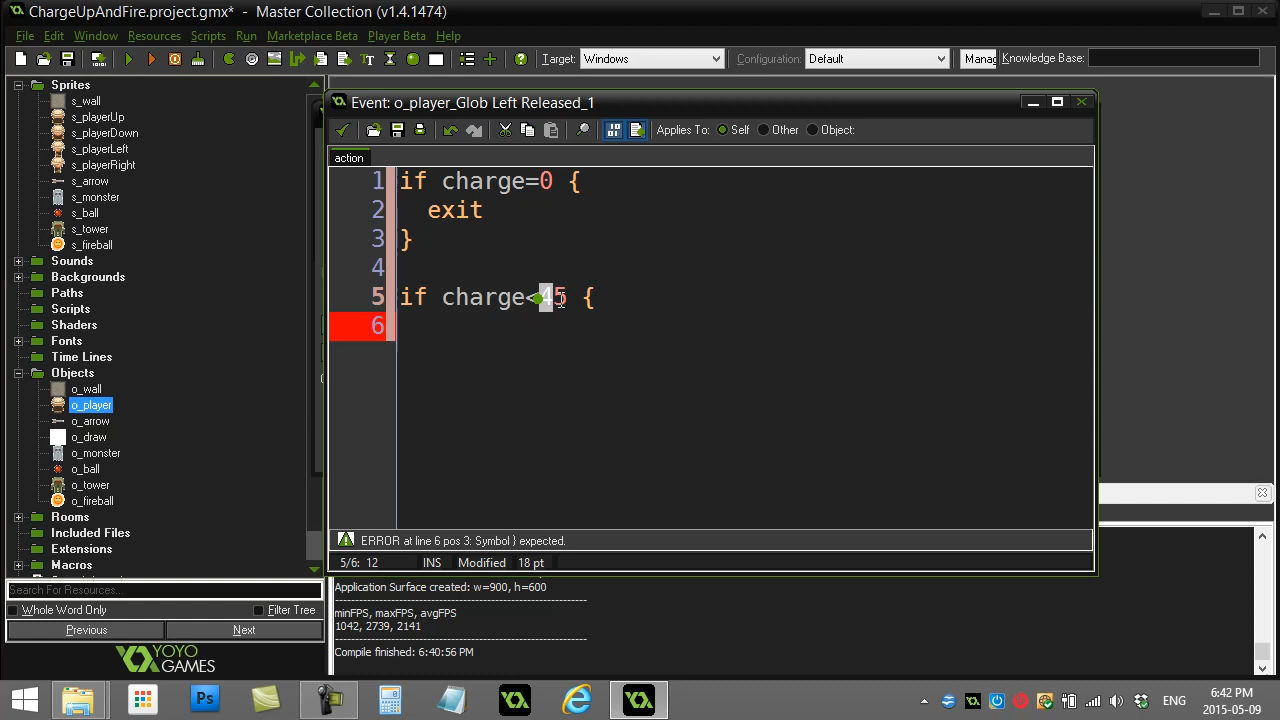 ChargeUpAndFire.project.gmx* - Master Collection (v1.4.1474)
File Edit Window Resources Scripts Run Marketplace Beta Player Beta Help
Target: Windows Configuration: Default Manag Knowledge Base:
Sprites
s_wall
s_playerUp
s_playerDown
s_playerLeft
s_playerRight
s_arrow
s_monster
s_ball
s_tower
s_fireball
Sounds
Backgrounds
Paths
Scripts
Shaders
Fonts
Time Lines
Objects
o_wall
o_player
o_arrow
o_draw
o_monster
o_ball
o_tower
o_fireball
Rooms
Included Files
Extensions
Macros
Search For Resources...
Whole Word Only Filter Tree
Previous Next
YOYO
GAMES
Event: o_player_Glob Left Released_1
Applies To: Self Other Object:
action
1 if charge=0 {
2 exit
3 }
4
5 if charge<45 {
6
ERROR at line 6 pos 3: Symbol } expected.
5/6: 12 INS Modified 18 pt
Application Surface created: w=900, h=600
minFPS, maxFPS, avgFPS
1042, 2739, 2141
Compile finished: 6:40:56 PM
ENG
6:42 PM
2015-05-09